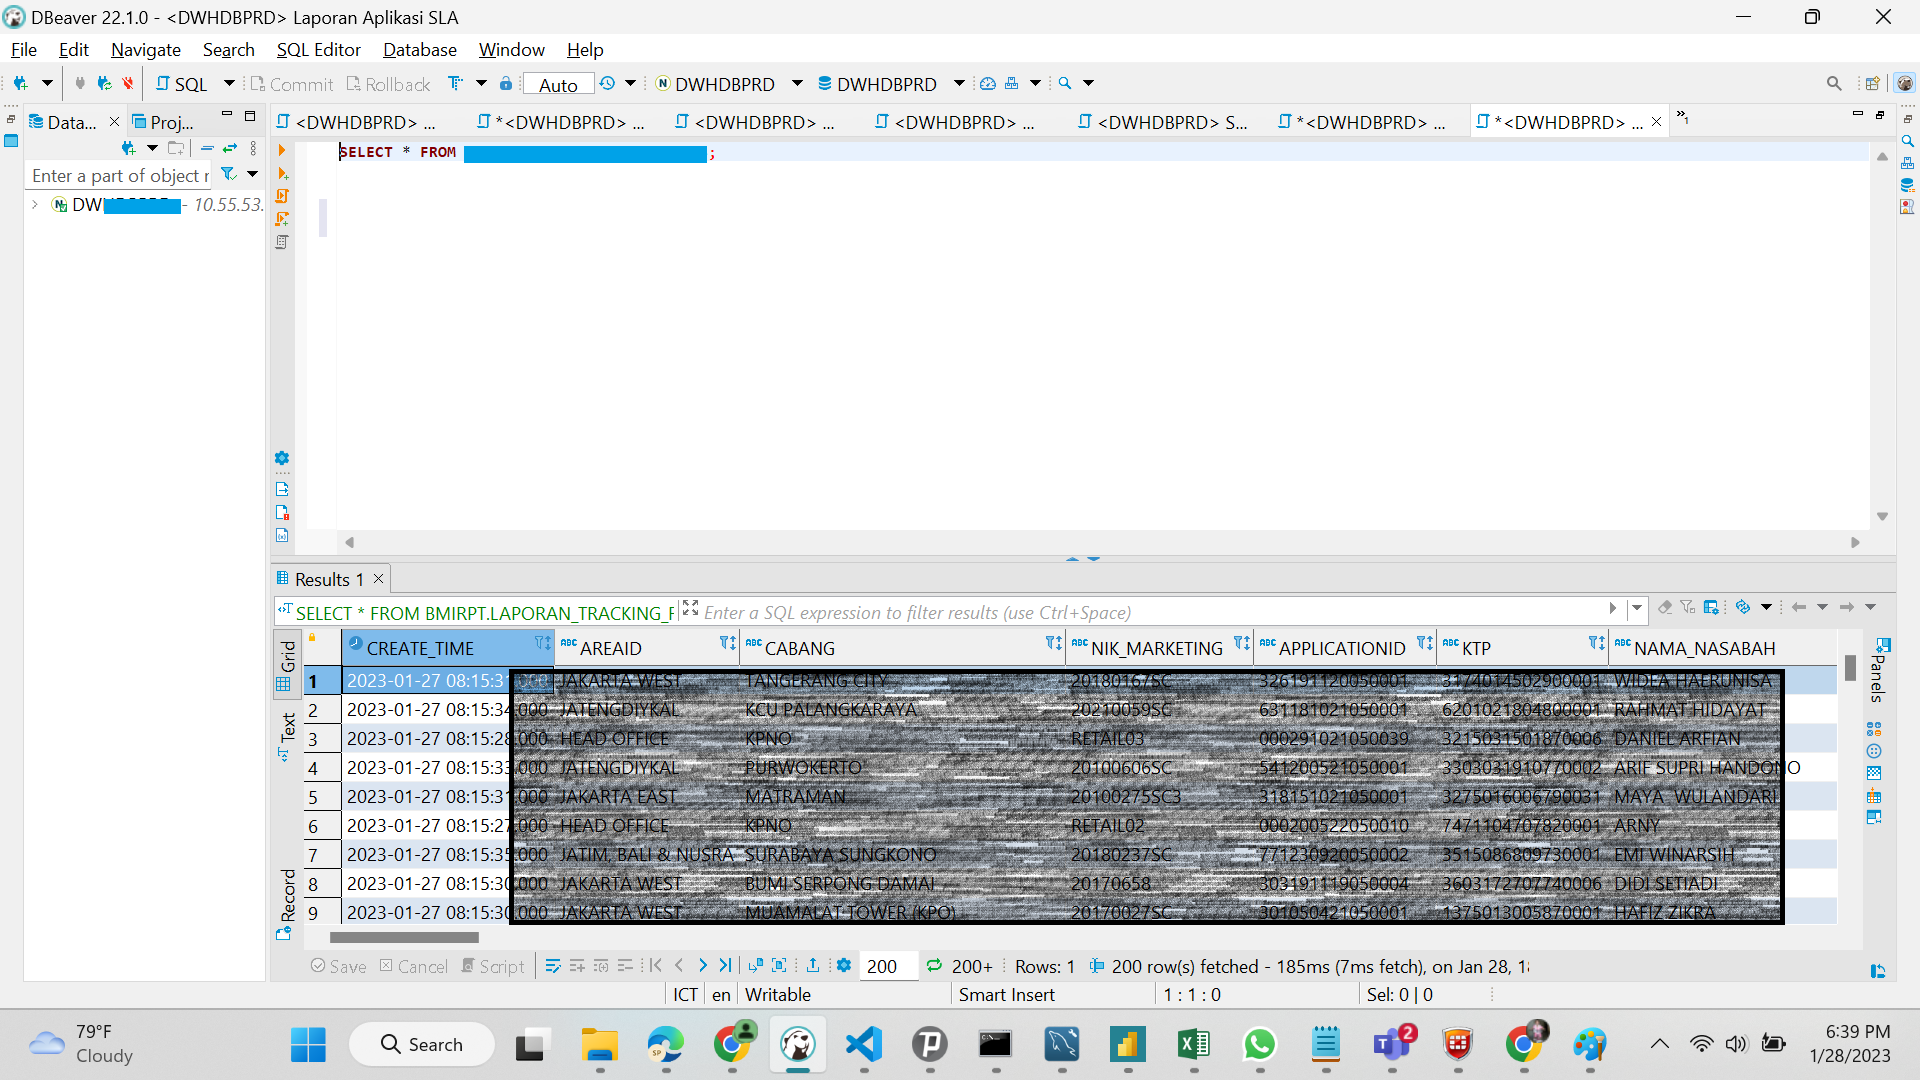 DBeaver 22.1.0 - <DWHDBPRD> Laporan Aplikasi SLA
File Edit Navigate Search SQL Editor Database Window Help
SQL Commit Rollback Auto DWHDBPRD DWHDBPRD
Data... Proj... <DWHDBPRD> ... *<DWHDBPRD> ... <DWHDBPRD> ... <DWHDBPRD> ... <DWHDBPRD> S... *<DWHDBPRD> ... *<DWHDBPRD> ... »1
Enter a part of object r
DW - 10.55.53.
SELECT * FROM ;
Results 1
SELECT * FROM BMIRPT.LAPORAN_TRACKING_F Enter a SQL expression to filter results (use Ctrl+Space)
Grid
Text
Record
Panels
CREATE_TIME ABC AREAID ABC CABANG ABC NIK_MARKETING ABC APPLICATIONID ABC KTP ABC NAMA_NASABAH
1 2023-01-27 08:15:31.000 JAKARTA WEST TANGERANG CITY 20180167SC 326191120050001 3174014502900001 WIDEA HAERUNISA
2 2023-01-27 08:15:34.000 JATENGDIYKAL KCU PALANGKARAYA 20210059SC 631181021050001 6201021804800001 RAHMAT HIDAYAT
3 2023-01-27 08:15:28.000 HEAD OFFICE KPNO RETAIL03 000291021050039 3215031501870006 DANIEL ARFIAN
4 2023-01-27 08:15:33.000 JATENGDIYKAL PURWOKERTO 20100606SC 541200521050001 3303031910770002 ARIF SUPRI HANDONO
5 2023-01-27 08:15:31.000 JAKARTA EAST MATRAMAN 20100275SC3 318151021050001 3275016006790031 MAYA WULANDARI
6 2023-01-27 08:15:27.000 HEAD OFFICE KPNO RETAIL02 000200522050010 7471104707820001 ARNY
7 2023-01-27 08:15:35.000 JATIM, BALI & NUSRA SURABAYA SUNGKONO 20180237SC 771230920050002 3515086809730001 EMI WINARSIH
8 2023-01-27 08:15:30.000 JAKARTA WEST BUMI SERPONG DAMAI 20170658 303191119050004 3603172707740006 DIDI SETIADI
9 2023-01-27 08:15:30.000 JAKARTA WEST MUAMALAT TOWER (KPO) 20170027SC 301050421050001 1375013005870001 HAFIZ ZIKRA
Save Cancel Script 200 200+ Rows: 1 200 row(s) fetched - 185ms (7ms fetch), on Jan 28, 18
ICT en Writable Smart Insert 1 : 1 : 0 Sel: 0 | 0
79°F
Cloudy
Search
SP
2
6:39 PM
1/28/2023